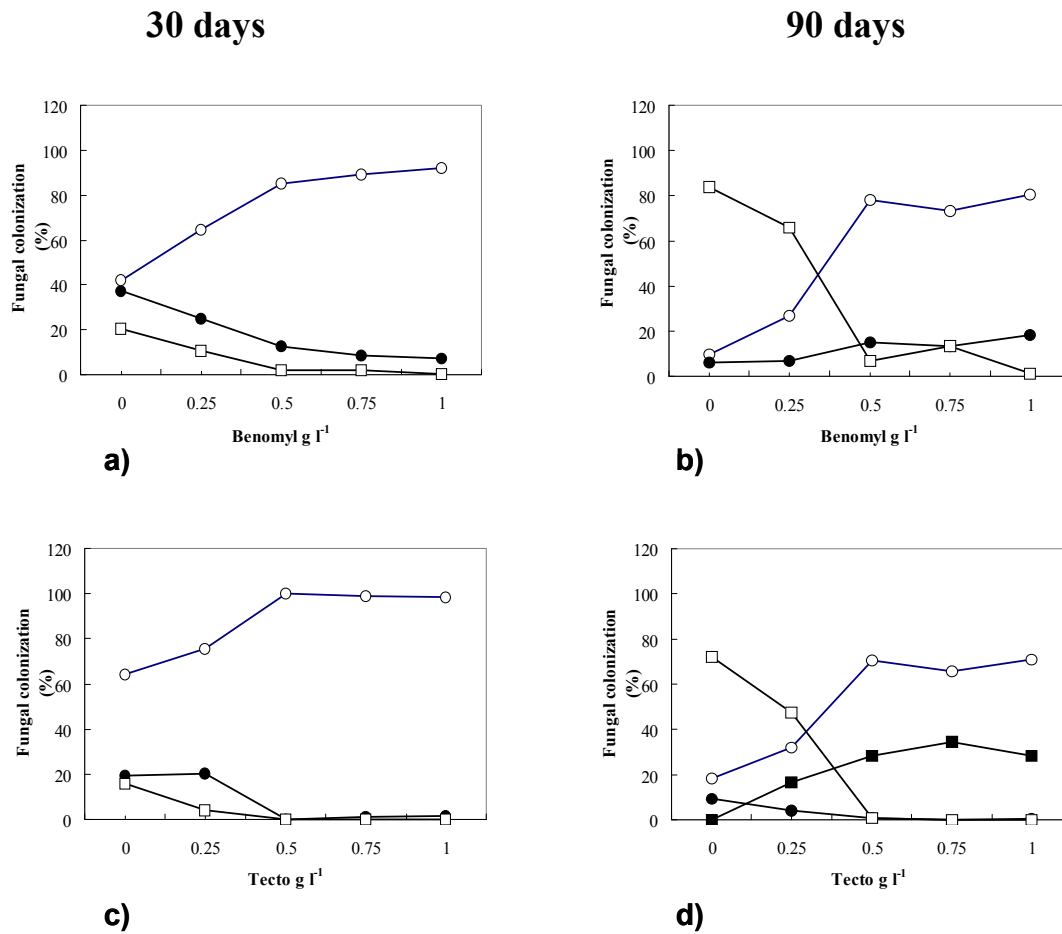 30 days
90 days
120
100
80
60
40
20
0
Fungal colonization
(%)
0 0.25 0.5 0.75 1
Benomyl g l⁻¹
a)
120
100
80
60
40
20
0
Fungal colonization
(%)
0 0.25 0.5 0.75 1
Benomyl g l⁻¹
b)
120
100
80
60
40
20
0
Fungal colonization
(%)
0 0.25 0.5 0.75 1
Tecto g l⁻¹
c)
120
100
80
60
40
20
0
Fungal colonization
(%)
0 0.25 0.5 0.75 1
Tecto g l⁻¹
d)